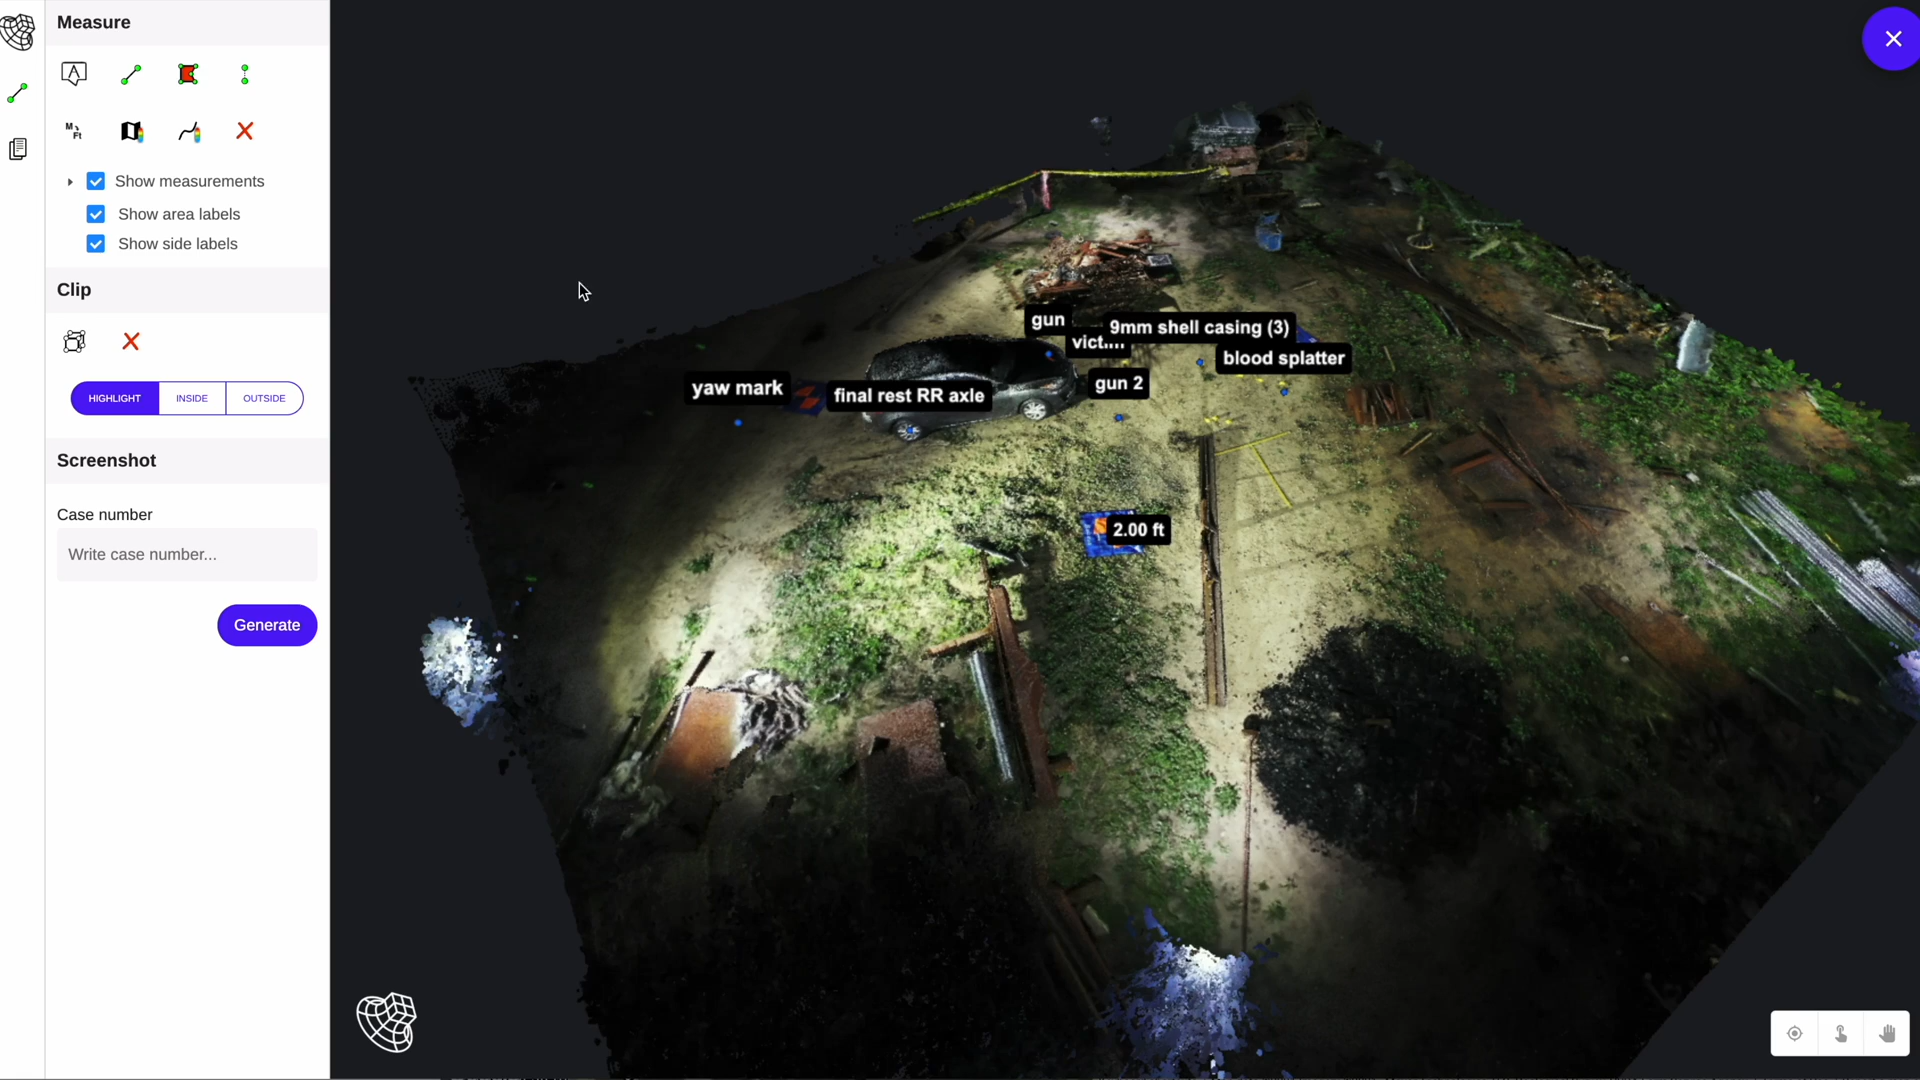 Measure
M
Ft
Show measurements
Show area labels
Show side labels
Clip
HIGHLIGHT
INSIDE
OUTSIDE
Screenshot
Case number
Write case number...
Generate
gun
9mm shell casing (3)
blood splatter
gun 2
yaw mark
final rest RR axle
2.00 ft